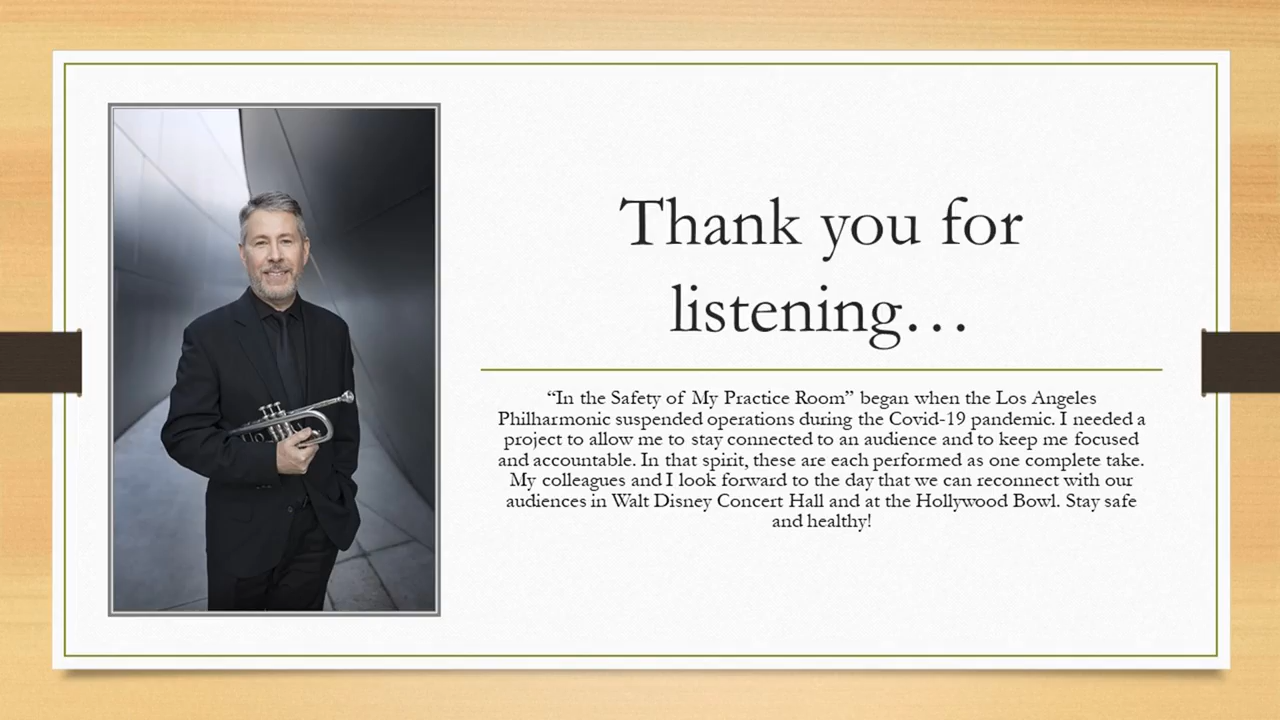 Thank you for
listening…
“In the Safety of My Practice Room” began when the Los Angeles
Philharmonic suspended operations during the Covid-19 pandemic. I needed a
project to allow me to stay connected to an audience and to keep me focused
and accountable. In that spirit, these are each performed as one complete take.
My colleagues and I look forward to the day that we can reconnect with our
audiences in Walt Disney Concert Hall and at the Hollywood Bowl. Stay safe
and healthy!